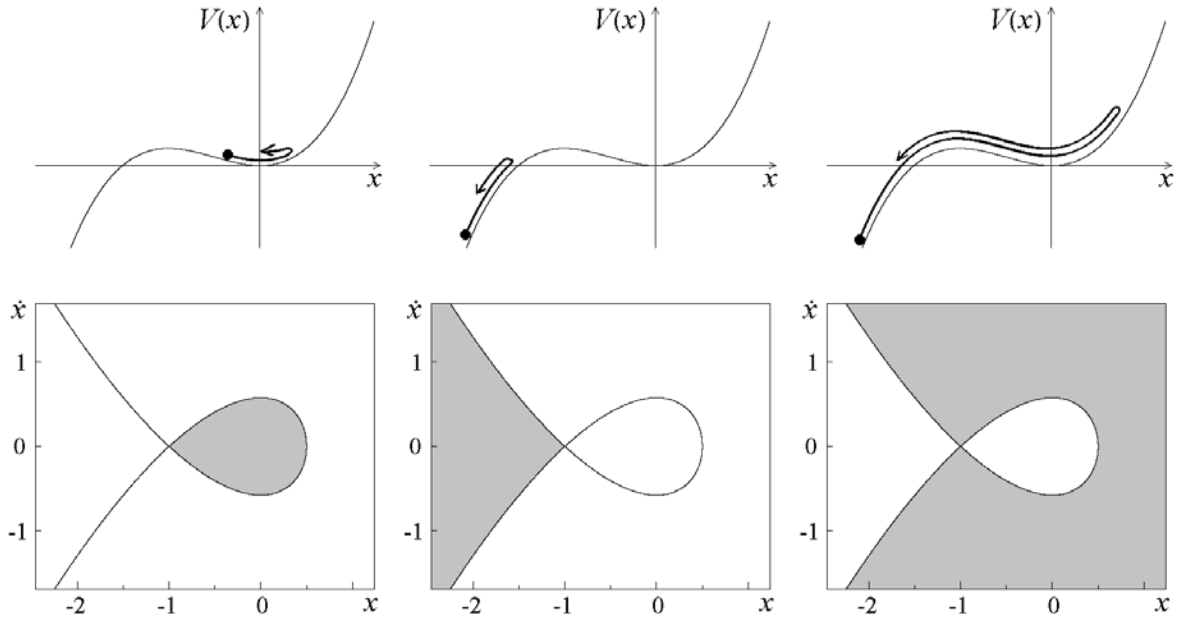 V(x) V(x) V(x)
x x x
ẋ ẋ ẋ
1 1 1
0 0 0
-1 -1 -1
-2 -1 0 x -2 -1 0 x -2 -1 0 x